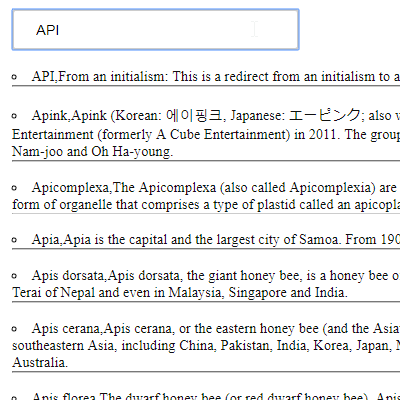 API
API,From an initialism: This is a redirect from an initialism to a
Apink,Apink (Korean: 에이핑크, Japanese: エーピンク; also
Entertainment (formerly A Cube Entertainment) in 2011. The group
Nam-joo and Oh Ha-young.
Apicomplexa,The Apicomplexa (also called Apicomplexia) are
form of organelle that comprises a type of plastid called an
Apia,Apia is the capital and the largest city of Samoa. From 190
Apis dorsata,Apis dorsata, the giant honey bee, is a honey bee
Terai of Nepal and even in Malaysia, Singapore and India.
Apis cerana,Apis cerana, or the eastern honey bee (and the
southeastern Asia, including China, Pakistan, India, Korea, Japan,
Australia.
Apis florea,The dwarf honey bee (or red dwarf honey bee), Apis